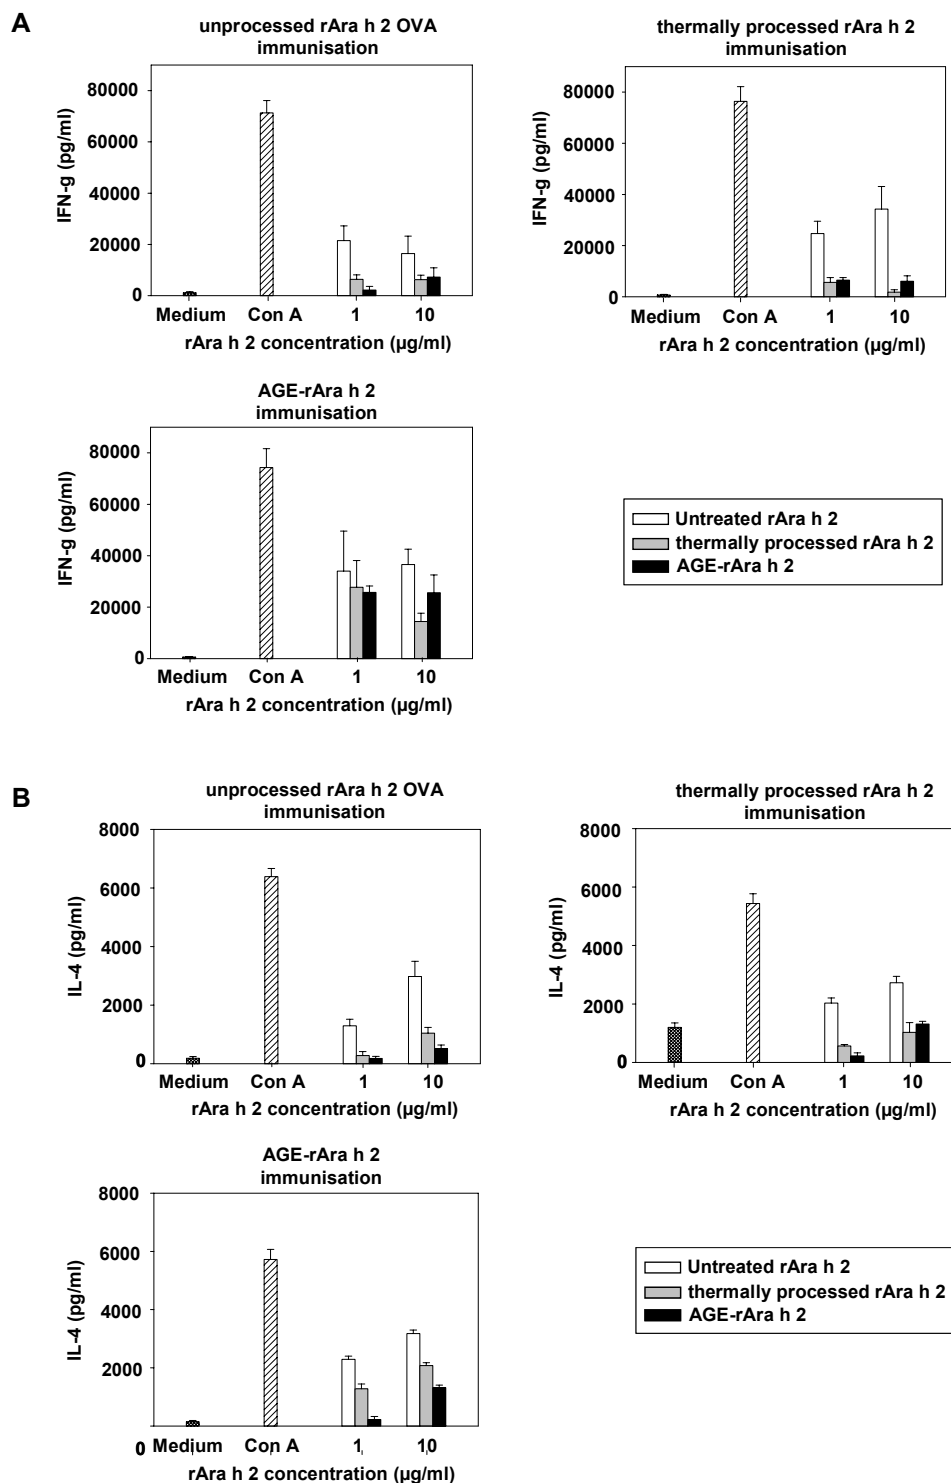 A
unprocessed rAra h 2 OVA
immunisation
IFN-g (pg/ml)
80000
60000
40000
20000
0
Medium Con A 1 10
rAra h 2 concentration (µg/ml)
thermally processed rAra h 2
immunisation
IFN-g (pg/ml)
80000
60000
40000
20000
0
Medium Con A 1 10
rAra h 2 concentration (µg/ml)
AGE-rAra h 2
immunisation
IFN-g (pg/ml)
80000
60000
40000
20000
0
Medium Con A 1 10
rAra h 2 concentration (µg/ml)
Untreated rAra h 2
thermally processed rAra h 2
AGE-rAra h 2
B
unprocessed rAra h 2 OVA
immunisation
IL-4 (pg/ml)
8000
6000
4000
2000
0
Medium Con A 1 10
rAra h 2 concentration (µg/ml)
thermally processed rAra h 2
immunisation
IL-4 (pg/ml)
8000
6000
4000
2000
0
Medium Con A 1 10
rAra h 2 concentration (µg/ml)
AGE-rAra h 2
immunisation
IL-4 (pg/ml)
8000
6000
4000
2000
0
Medium Con A 1 10
rAra h 2 concentration (µg/ml)
Untreated rAra h 2
thermally processed rAra h 2
AGE-rAra h 2